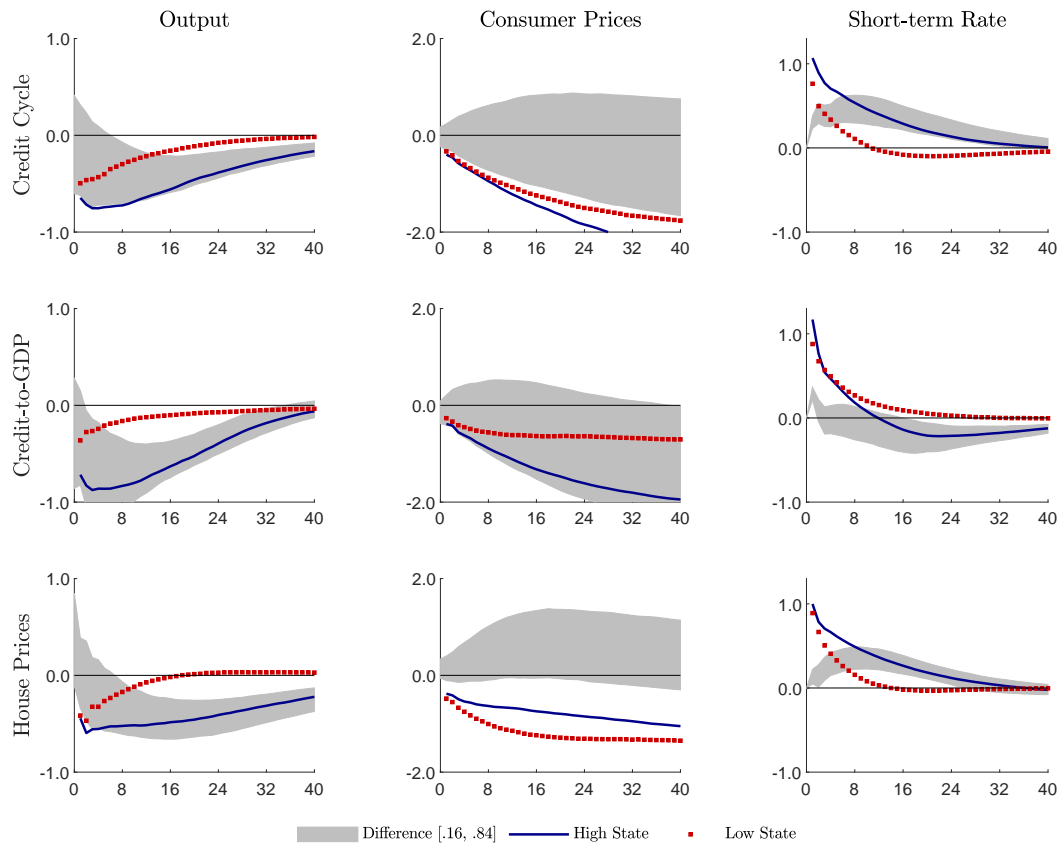 Output Consumer Prices Short-term Rate
Credit Cycle
1.0 0.0 -1.0
0 8 16 24 32 40
2.0 0.0 -2.0
0 8 16 24 32 40
1.0 0.0 -1.0
0 8 16 24 32 40
Credit-to-GDP
1.0 0.0 -1.0
0 8 16 24 32 40
2.0 0.0 -2.0
0 8 16 24 32 40
1.0 0.0 -1.0
0 8 16 24 32 40
House Prices
1.0 0.0 -1.0
0 8 16 24 32 40
2.0 0.0 -2.0
0 8 16 24 32 40
1.0 0.0 -1.0
0 8 16 24 32 40
Difference [.16, .84] High State Low State